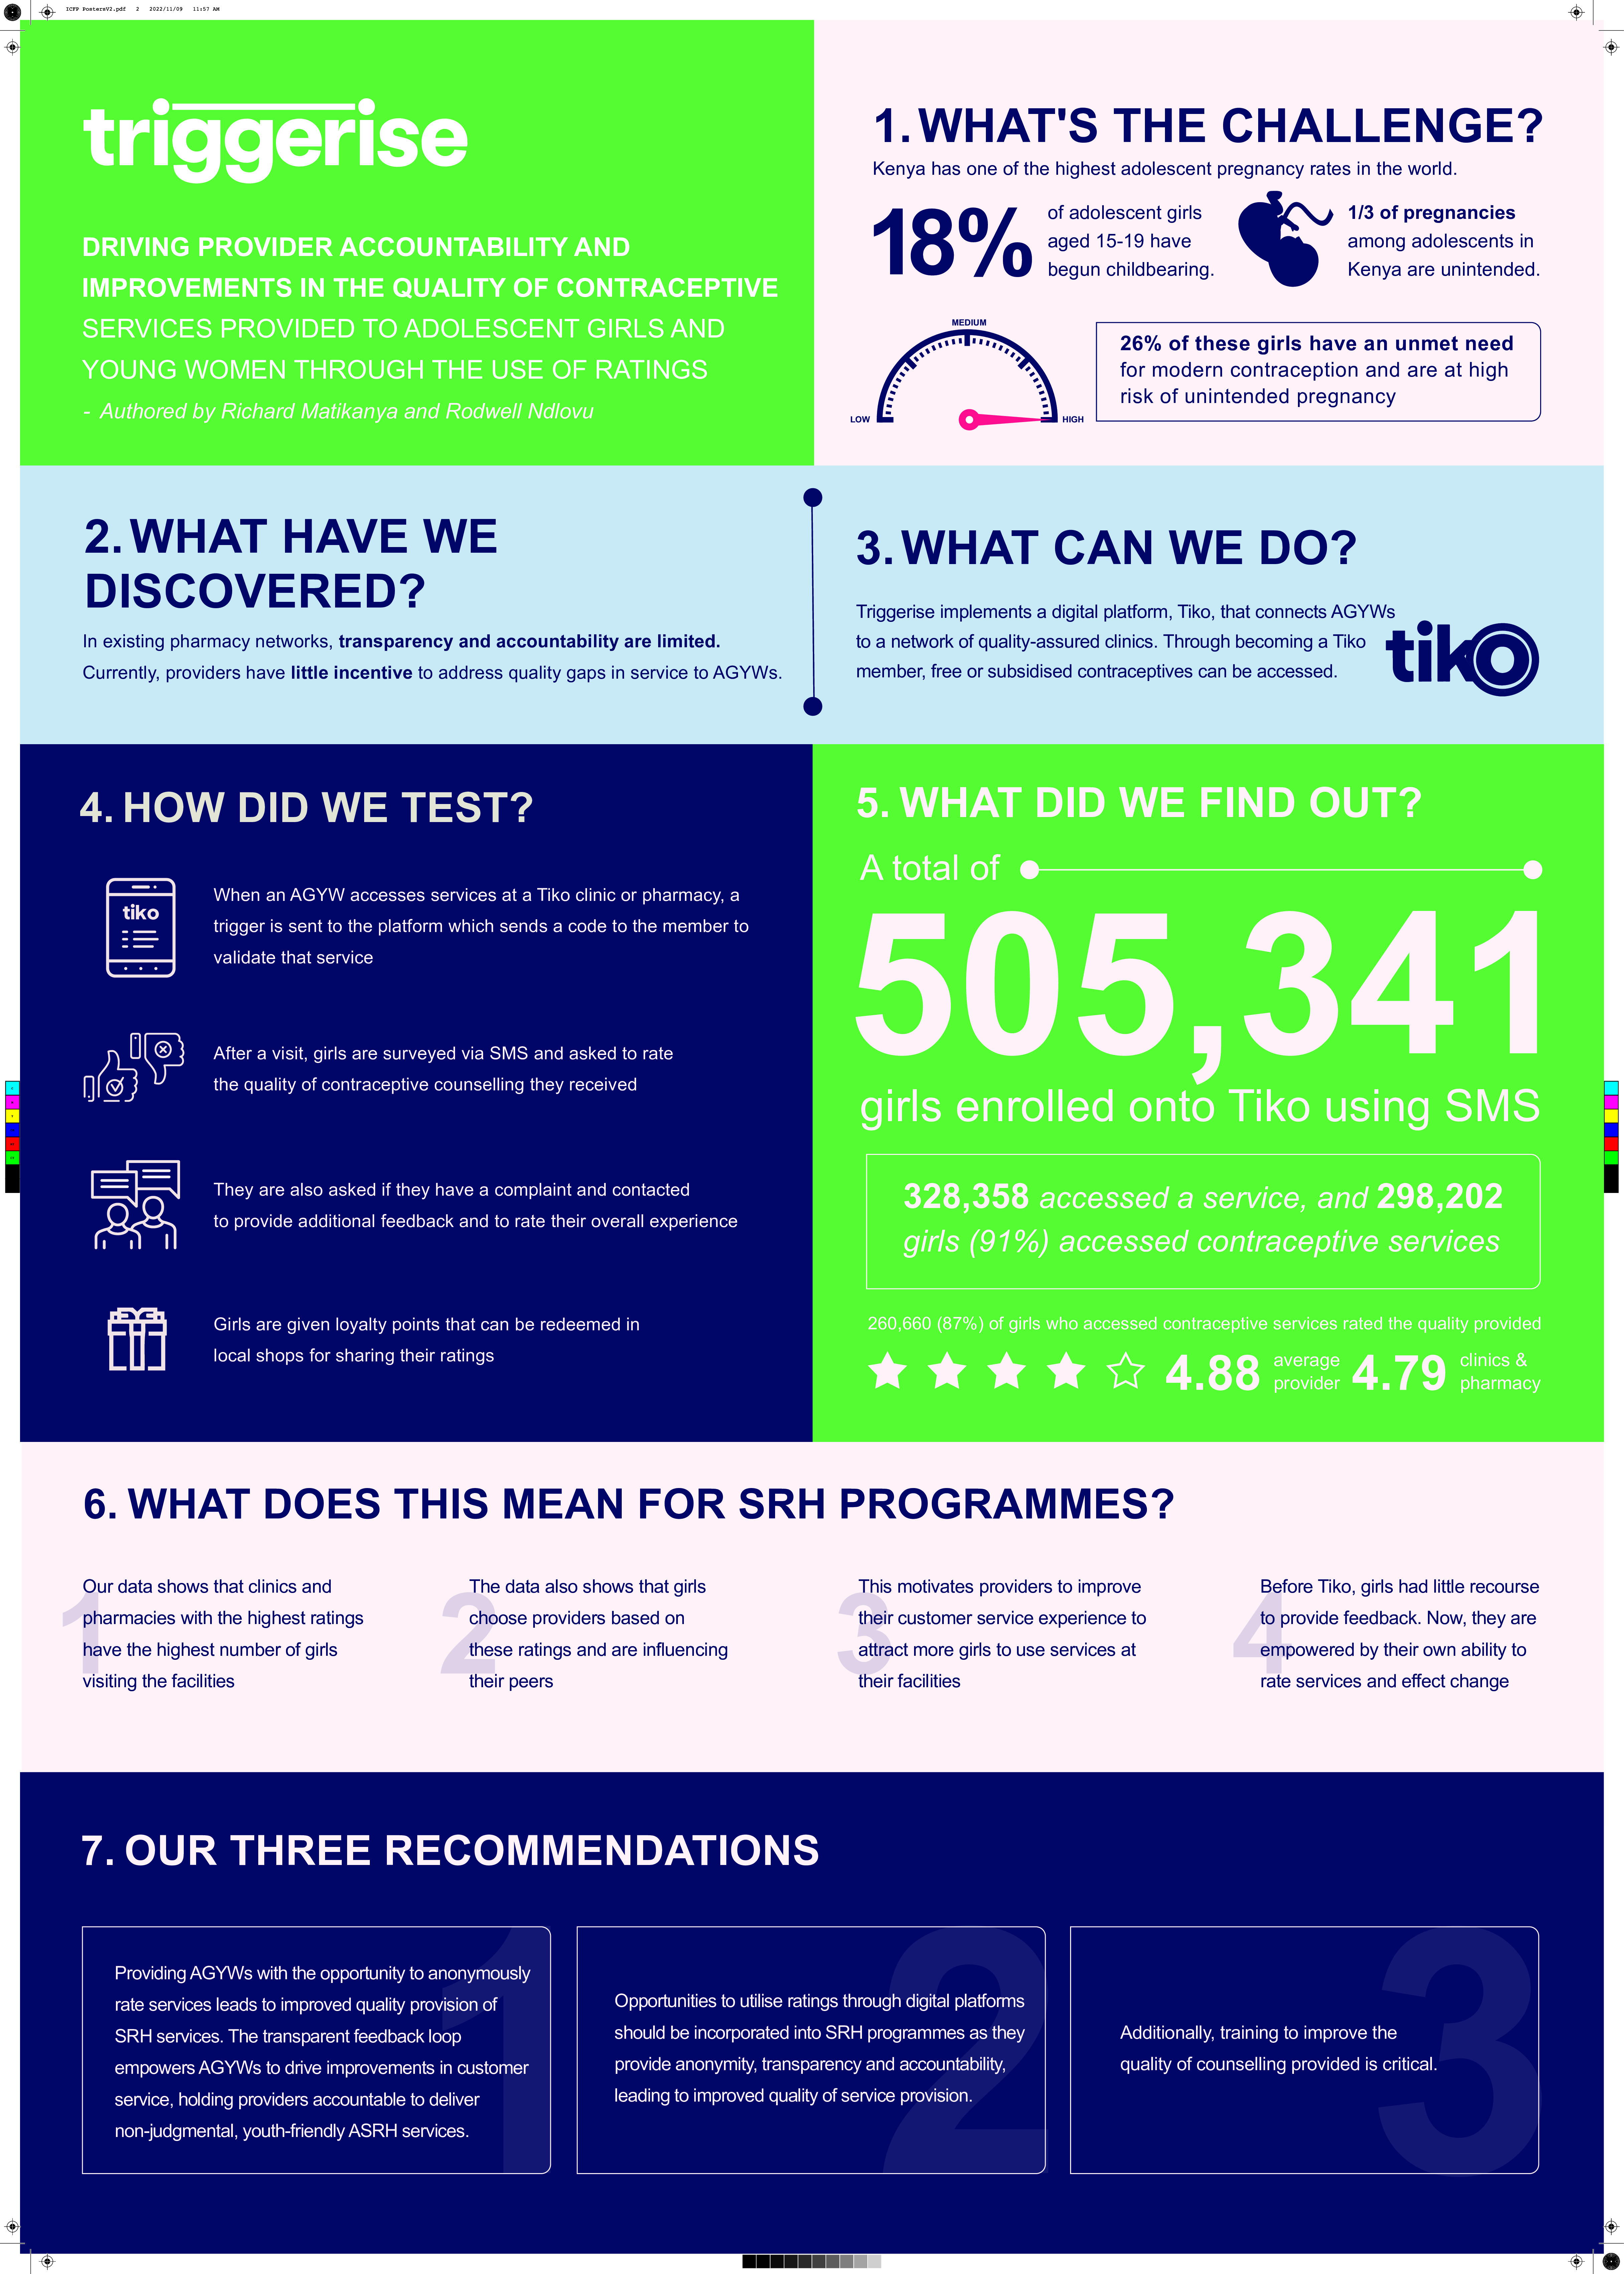 ICFP PostersV2.pdf 2 2022/11/09 11:57 AM
triggerise
DRIVING PROVIDER ACCOUNTABILITY AND
IMPROVEMENTS IN THE QUALITY OF CONTRACEPTIVE
SERVICES PROVIDED TO ADOLESCENT GIRLS AND
YOUNG WOMEN THROUGH THE USE OF RATINGS
- Authored by Richard Matikanya and Rodwell Ndlovu
1. WHAT'S THE CHALLENGE?
Kenya has one of the highest adolescent pregnancy rates in the world.
18%
of adolescent girls
aged 15-19 have
begun childbearing.
1/3 of pregnancies
among adolescents in
Kenya are unintended.
MEDIUM
LOW
HIGH
26% of these girls have an unmet need
for modern contraception and are at high
risk of unintended pregnancy
2. WHAT HAVE WE
DISCOVERED?
In existing pharmacy networks, transparency and accountability are limited.
Currently, providers have little incentive to address quality gaps in service to AGYWs.
3. WHAT CAN WE DO?
Triggerise implements a digital platform, Tiko, that connects AGYWs
to a network of quality-assured clinics. Through becoming a Tiko
member, free or subsidised contraceptives can be accessed.
tiko
4. HOW DID WE TEST?
tiko
When an AGYW accesses services at a Tiko clinic or pharmacy, a
trigger is sent to the platform which sends a code to the member to
validate that service
After a visit, girls are surveyed via SMS and asked to rate
the quality of contraceptive counselling they received
They are also asked if they have a complaint and contacted
to provide additional feedback and to rate their overall experience
Girls are given loyalty points that can be redeemed in
local shops for sharing their ratings
5. WHAT DID WE FIND OUT?
A total of
505,341
girls enrolled onto Tiko using SMS
328,358 accessed a service, and 298,202
girls (91%) accessed contraceptive services
260,660 (87%) of girls who accessed contraceptive services rated the quality provided
4.88 average
provider
4.79 clinics &
pharmacy
6. WHAT DOES THIS MEAN FOR SRH PROGRAMMES?
1
Our data shows that clinics and
pharmacies with the highest ratings
have the highest number of girls
visiting the facilities
2
The data also shows that girls
choose providers based on
these ratings and are influencing
their peers
3
This motivates providers to improve
their customer service experience to
attract more girls to use services at
their facilities
4
Before Tiko, girls had little recourse
to provide feedback. Now, they are
empowered by their own ability to
rate services and effect change
7. OUR THREE RECOMMENDATIONS
1
Providing AGYWs with the opportunity to anonymously
rate services leads to improved quality provision of
SRH services. The transparent feedback loop
empowers AGYWs to drive improvements in customer
service, holding providers accountable to deliver
non-judgmental, youth-friendly ASRH services.
2
Opportunities to utilise ratings through digital platforms
should be incorporated into SRH programmes as they
provide anonymity, transparency and accountability,
leading to improved quality of service provision.
3
Additionally, training to improve the
quality of counselling provided is critical.